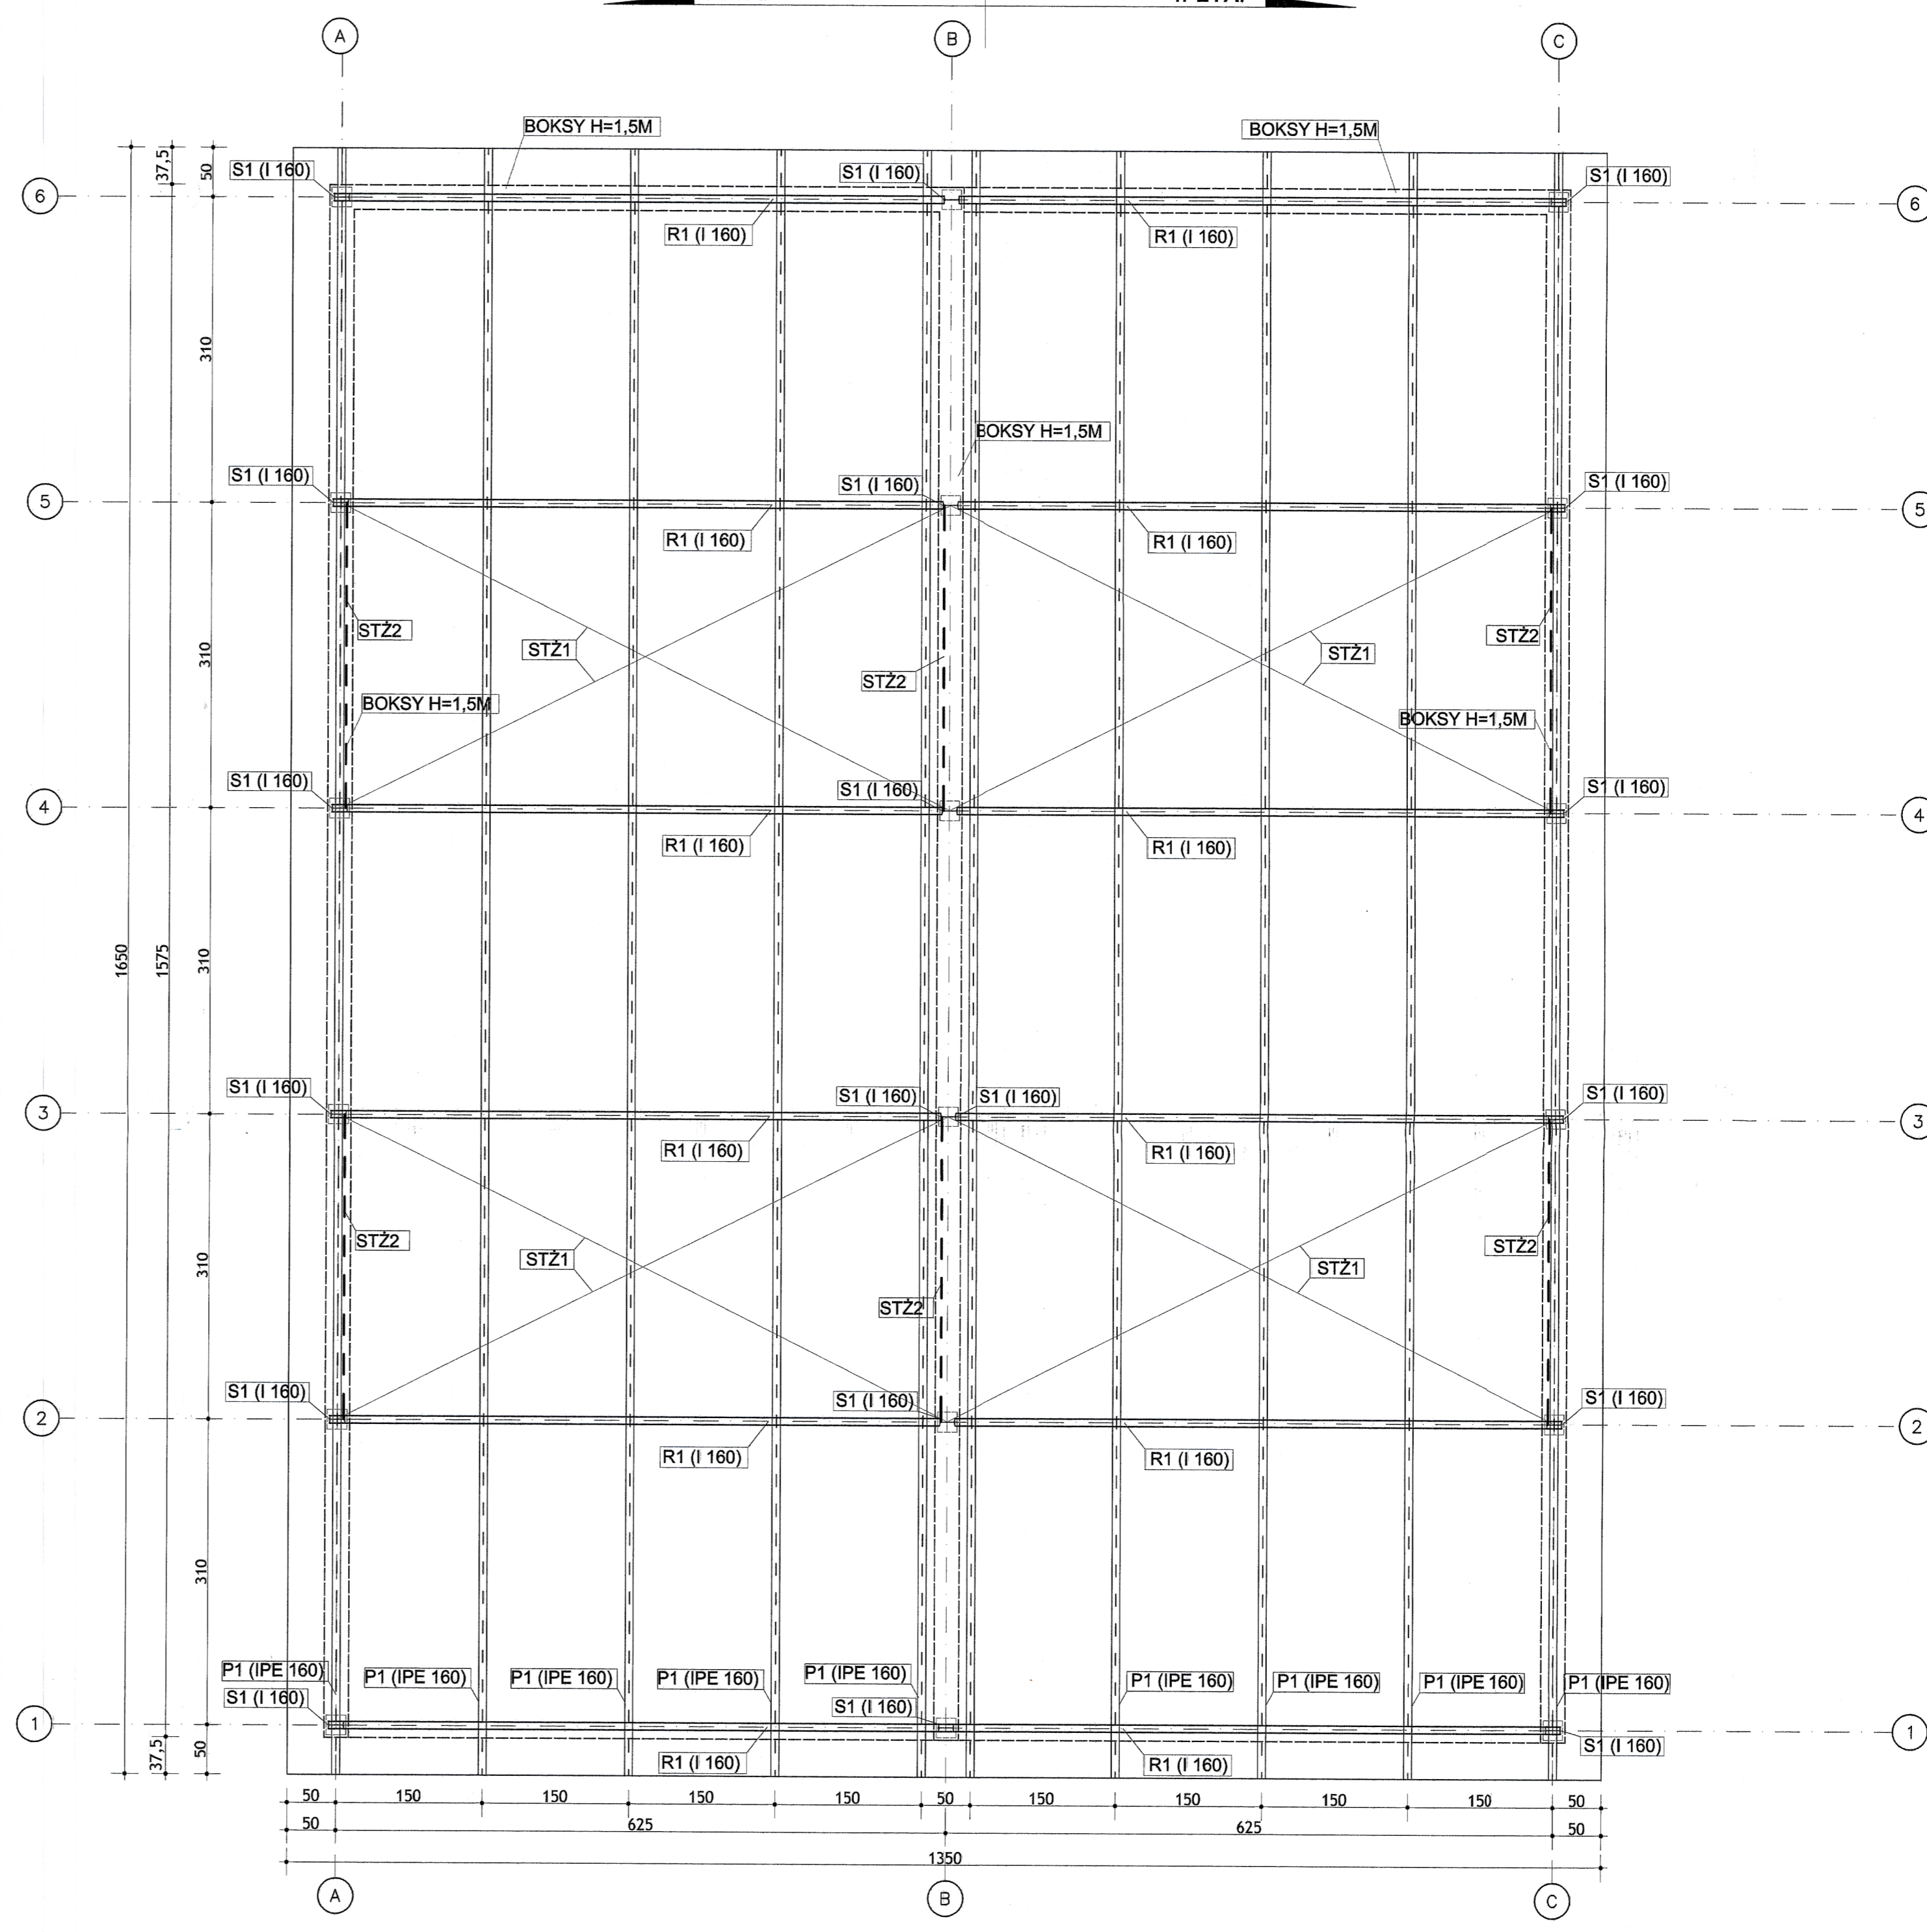 A B C
BOKSY H=1,5M BOKSY H=1,5M
37,5 50
S1 (I 160) S1 (I 160) S1 (I 160)
6 6
R1 (I 160) R1 (I 160)
310
BOKSY H=1,5M
S1 (I 160) S1 (I 160) S1 (I 160)
5 5
R1 (I 160) R1 (I 160)
STŻ2 STŻ1 310 STŻ1 STŻ2
STŻ2
BOKSY H=1,5M BOKSY H=1,5M
S1 (I 160) S1 (I 160) S1 (I 160)
4 4
R1 (I 160) R1 (I 160)
1650 1575 310
S1 (I 160) S1 (I 160) S1 (I 160) S1 (I 160)
3 3
R1 (I 160) R1 (I 160)
STŻ2 STŻ2
310 STŻ1 STŻ1
STŻ2
S1 (I 160) S1 (I 160) S1 (I 160)
2 2
R1 (I 160) R1 (I 160)
310
P1 (IPE 160) P1 (IPE 160) P1 (IPE 160) P1 (IPE 160) P1 (IPE 160) P1 (IPE 160) P1 (IPE 160) P1 (IPE 160) P1 (IPE 160)
S1 (I 160) S1 (I 160)
1 1
S1 (I 160)
37,5 50 R1 (I 160) R1 (I 160)
50 150 150 150 150 50 150 150 150 150 50
50 625 625 50
1350
A B C